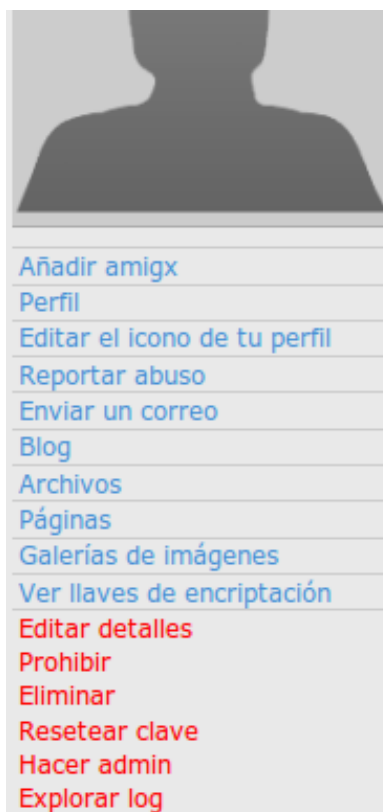 Añadir amigx
Perfil
Editar el icono de tu perfil
Reportar abuso
Enviar un correo
Blog
Archivos
Páginas
Galerías de imágenes
Ver llaves de encriptación
Editar detalles
Prohibir
Eliminar
Resetear clave
Hacer admin
Explorar log